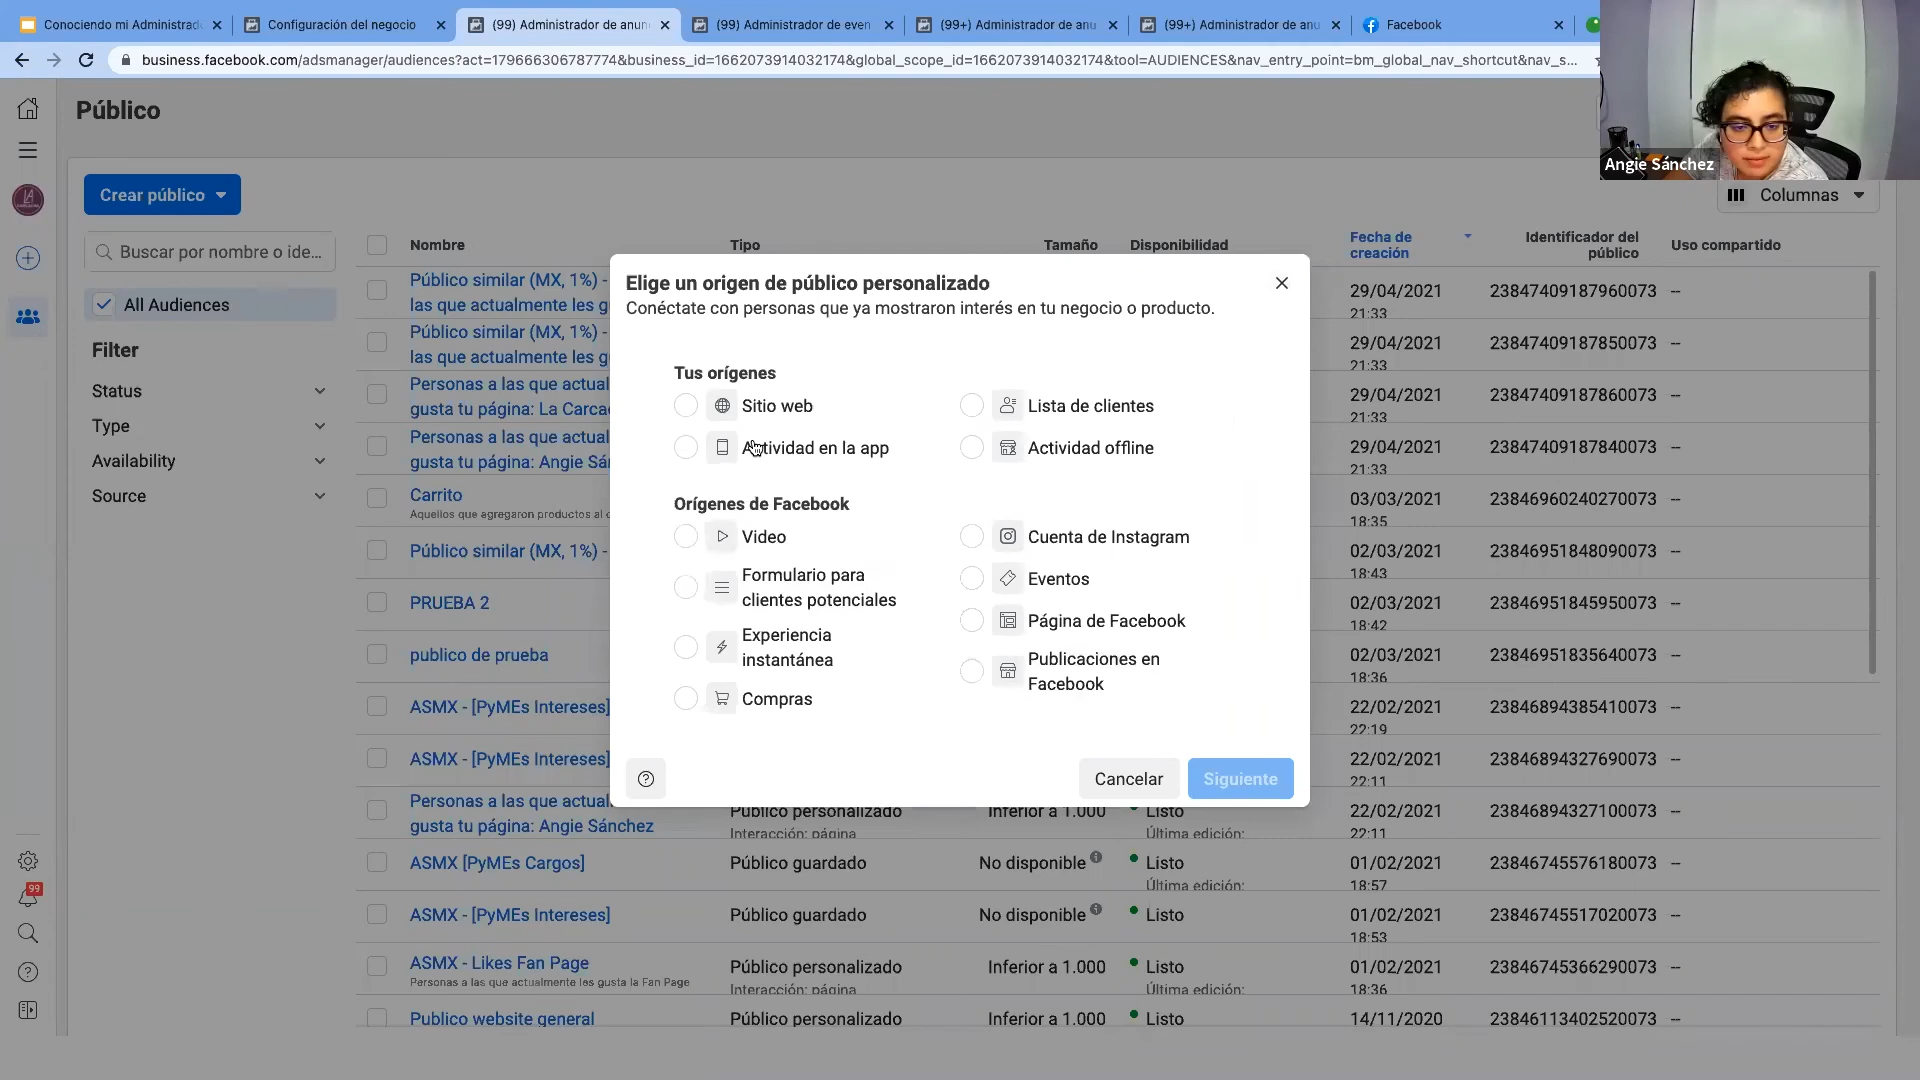 Conociendo mi Administrad
Configuración del negocio
(99) Administrador de anun
(99) Administrador de even
(99+) Administrador de anu
(99+) Administrador de anu
Facebook
business.facebook.com/adsmanager/audiences?act=179666306787774&business_id=1662073914032174&global_scope_id=1662073914032174&tool=AUDIENCES&nav_entry_point=bm_global_nav_shortcut&nav_s...
Angie Sánchez
Público
Crear público
Columnas
Buscar por nombre o ide...
All Audiences
Filter
Status
Type
Availability
Source
99
Nombre
Tipo
Tamaño
Disponibilidad
Fecha de
creación
Identificador del
público
Uso compartido
Público similar (MX, 1%) -
las que actualmente les g
29/04/2021
21:33
23847409187960073
--
Público similar (MX, 1%) -
las que actualmente les g
29/04/2021
21:33
23847409187850073
--
Personas a las que actual
gusta tu página: La Carca
29/04/2021
21:33
23847409187870073
--
Personas a las que actual
gusta tu página: Angie Sá
29/04/2021
21:33
23847409187840073
--
Carrito
Aquellos que agregaron productos al c
03/03/2021
18:35
23846960240270073
--
Público similar (MX, 1%) -
02/03/2021
18:43
23846951848090073
--
PRUEBA 2
02/03/2021
18:42
23846951845950073
--
publico de prueba
02/03/2021
18:36
23846951835640073
--
ASMX - [PyMEs Intereses]
22/02/2021
22:19
23846894385410073
--
ASMX - [PyMEs Intereses]
22/02/2021
22:11
23846894327690073
--
Personas a las que actual
gusta tu página: Angie Sánchez
Público personalizado
Interacción: página
Inferior a 1.000
Listo
Última edición:
22/02/2021
22:11
23846894327100073
--
ASMX [PyMEs Cargos]
Público guardado
No disponible
Listo
Última edición:
01/02/2021
18:57
23846745576180073
--
ASMX - [PyMEs Intereses]
Público guardado
No disponible
Listo
01/02/2021
18:53
23846745517020073
--
ASMX - Likes Fan Page
Personas a las que actualmente les gusta la Fan Page
Público personalizado
Interacción: página
Inferior a 1.000
Listo
Última edición:
01/02/2021
18:36
23846745366290073
--
Publico website general
Público personalizado
Inferior a 1.000
Listo
14/11/2020
23846113402520073
--
Elige un origen de público personalizado
Conéctate con personas que ya mostraron interés en tu negocio o producto.
Tus orígenes
Sitio web
Lista de clientes
Actividad en la app
Actividad offline
Orígenes de Facebook
Video
Formulario para
clientes potenciales
Experiencia
instantánea
Compras
Cuenta de Instagram
Eventos
Página de Facebook
Publicaciones en
Facebook
Cancelar
Siguiente